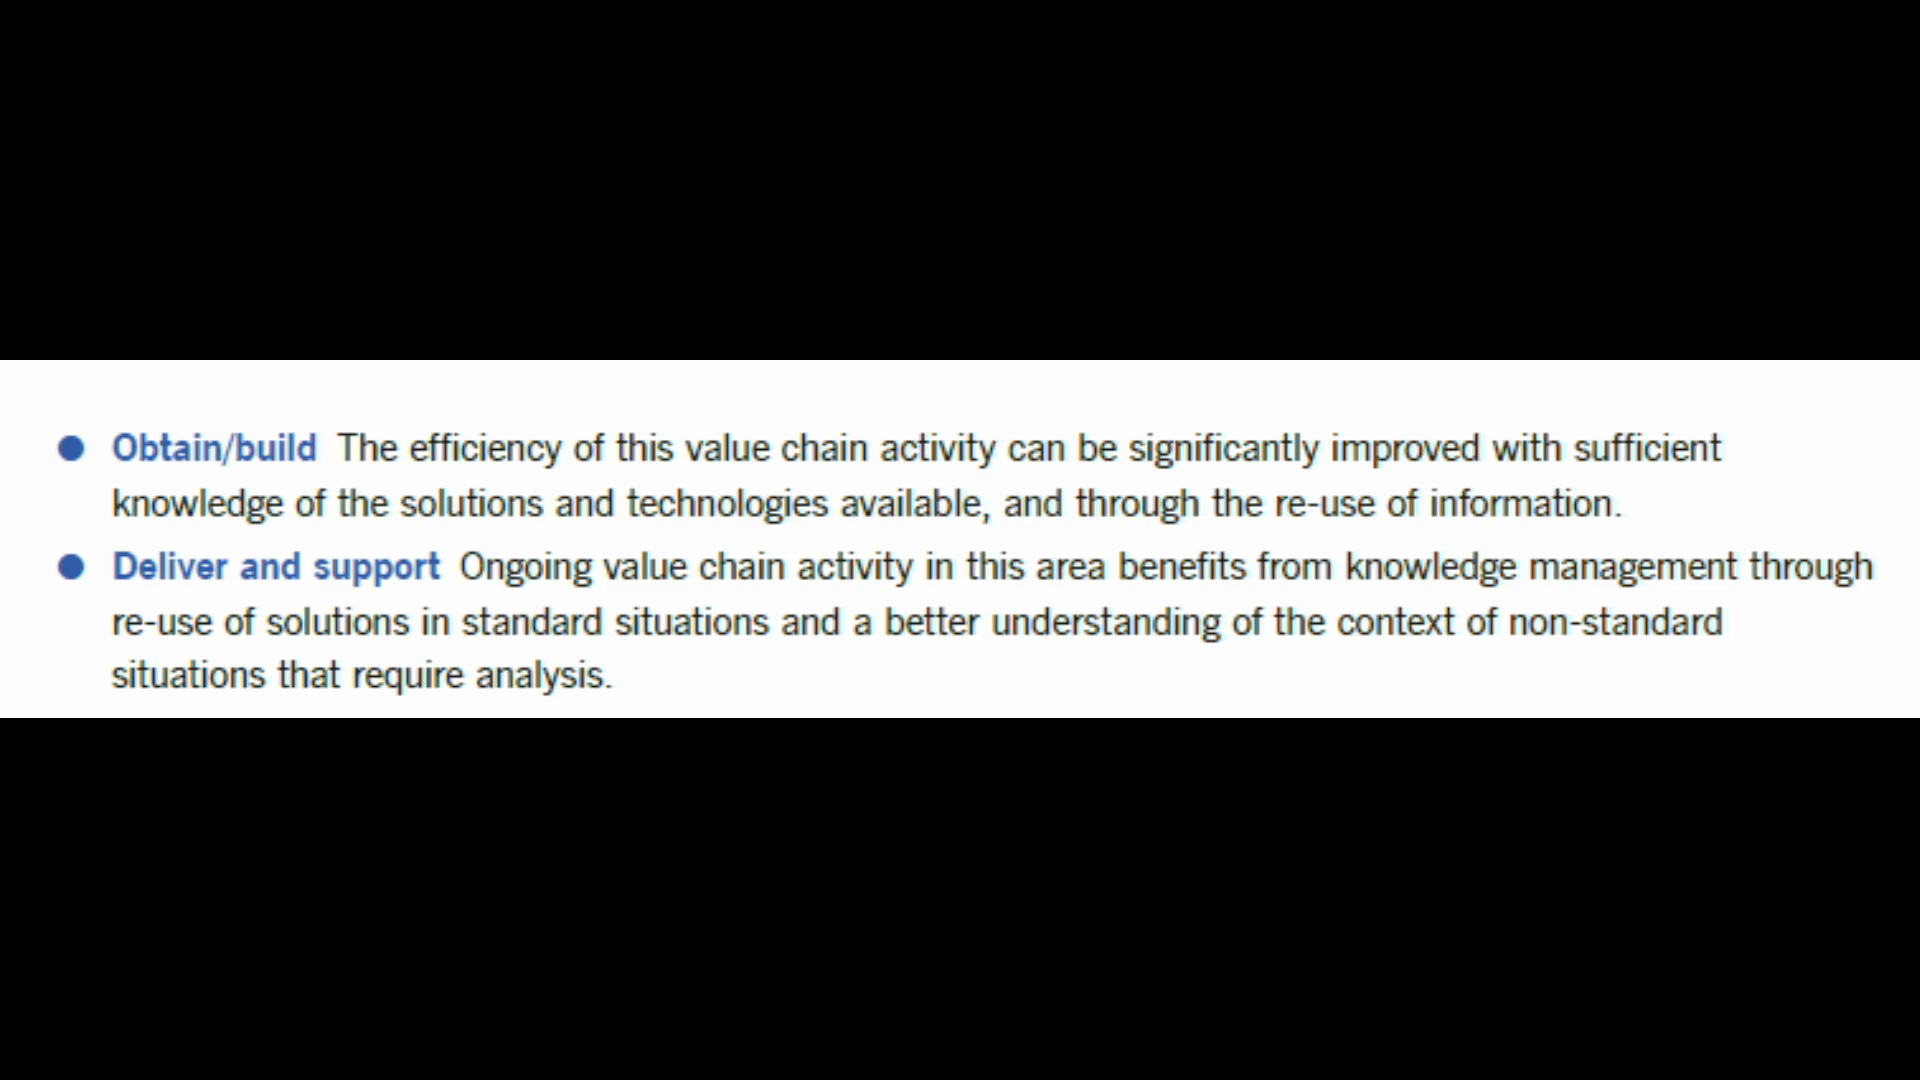 ● Obtain/build The efficiency of this value chain activity can be significantly improved with sufficient
knowledge of the solutions and technologies available, and through the re-use of information.
● Deliver and support Ongoing value chain activity in this area benefits from knowledge management through
re-use of solutions in standard situations and a better understanding of the context of non-standard
situations that require analysis.